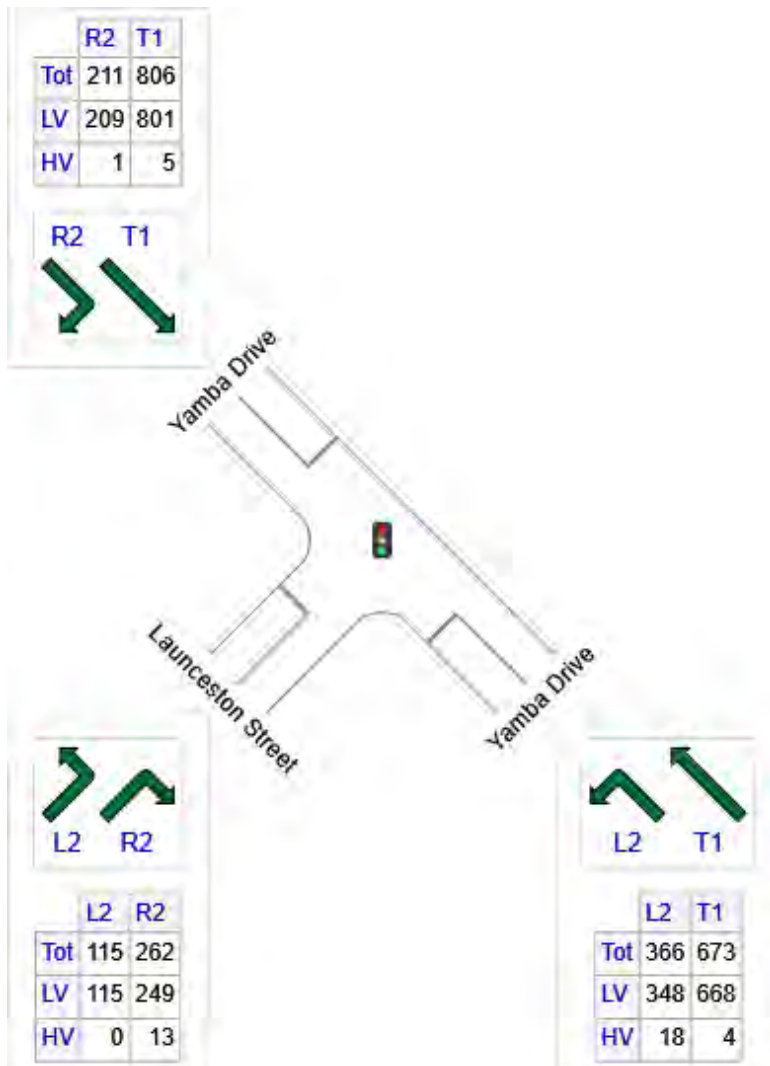 R2 T1
Tot 211 806
LV 209 801
HV 1 5
R2 T1
Yamba Drive
Launceston Street
Yamba Drive
L2 R2
L2 T1
L2 R2
Tot 115 262
LV 115 249
HV 0 13
L2 T1
Tot 366 673
LV 348 668
HV 18 4